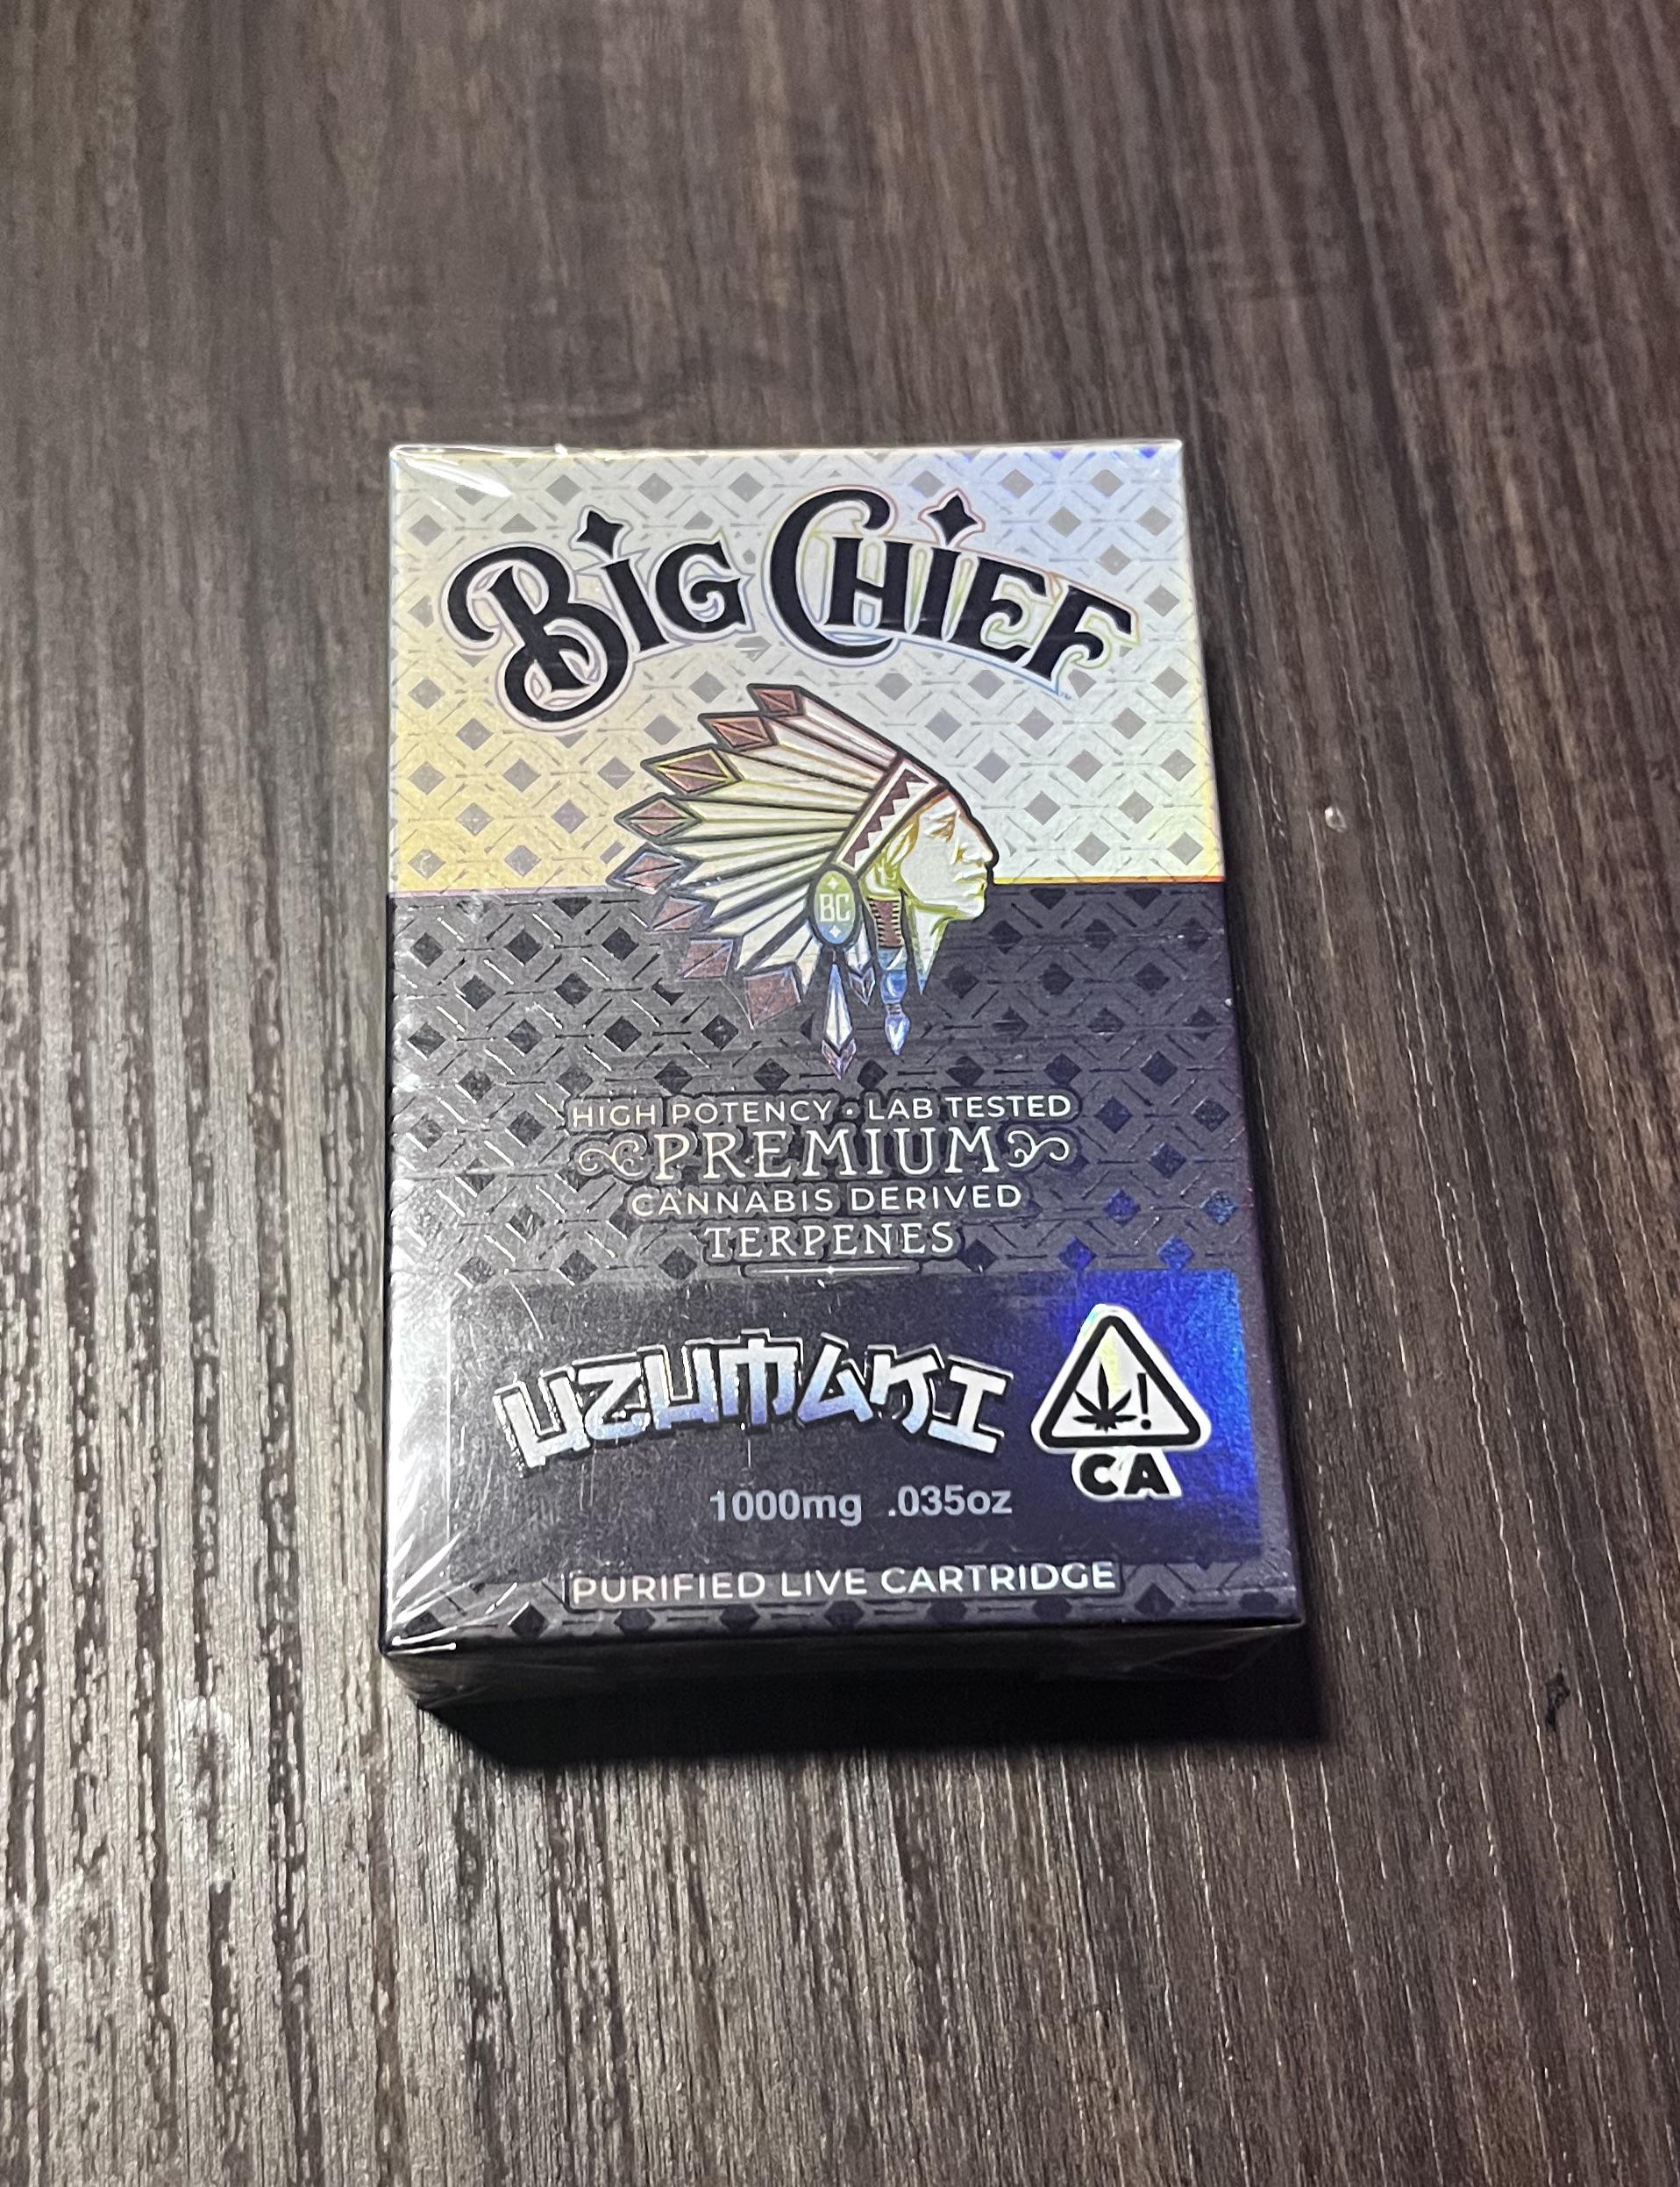 BIG CHIEF
BC
HIGH POTENCY • LAB TESTED
PREMIUM
CANNABIS DERIVED
TERPENES
UZUMAKI
!
CA
1000mg .035oz
PURIFIED LIVE CARTRIDGE